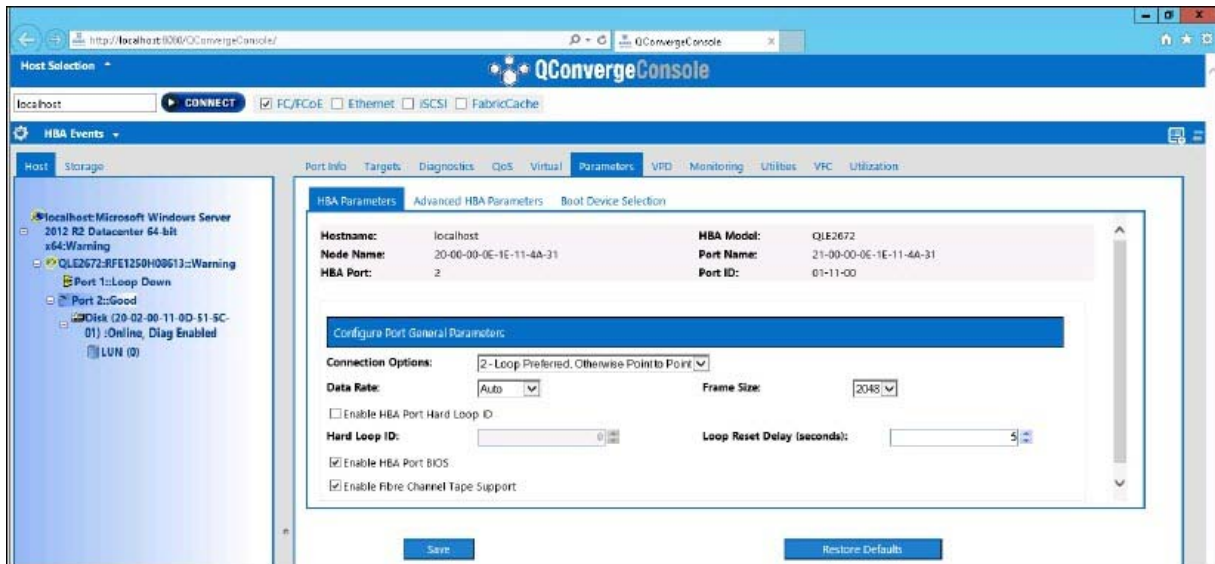 http://localhost:8080/QConvergeConsole/
QConvergeConsole
Host Selection
QConvergeConsole
localhost
CONNECT
FC/FCoE
Ethernet
iSCSI
FabricCache
HBA Events
Host
Storage
Port Info
Targets
Diagnostics
QoS
Virtual
Parameters
VPD
Monitoring
Utilities
VFC
Utilization
localhost:Microsoft Windows Server
2012 R2 Datacenter 64-bit
x64:Warning
QLE2672:RFE1250H08613::Warning
Port 1::Loop Down
Port 2::Good
Disk (20-02-00-11-0D-51-5C-
01) :Online, Diag Enabled
LUN (0)
HBA Parameters
Advanced HBA Parameters
Boot Device Selection
Hostname: localhost
HBA Model: QLE2672
Node Name: 20-00-00-0E-1E-11-4A-31
Port Name: 21-00-00-0E-1E-11-4A-31
HBA Port: 2
Port ID: 01-11-00
Configure Port General Parameters
Connection Options: 2 - Loop Preferred, Otherwise Point to Point
Data Rate: Auto
Frame Size: 2048
Enable HBA Port Hard Loop ID
Hard Loop ID: 0
Loop Reset Delay (seconds): 5
Enable HBA Port BIOS
Enable Fibre Channel Tape Support
Save
Restore Defaults